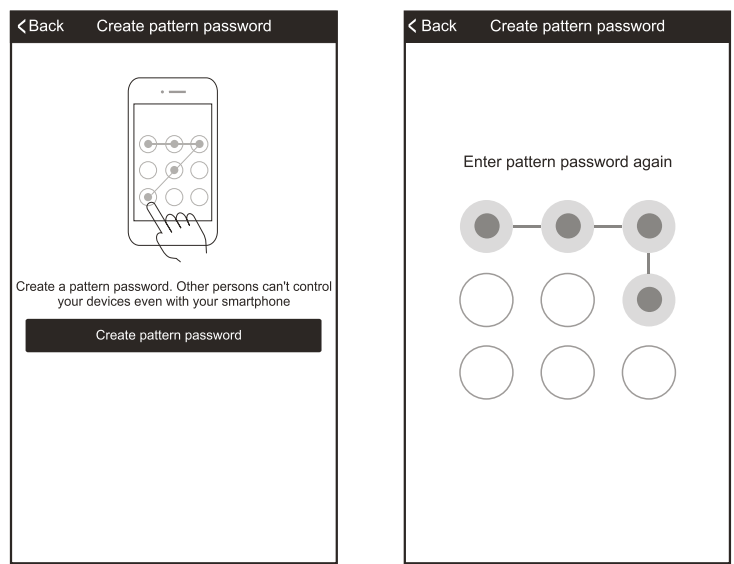 Back Create pattern password
Create a pattern password. Other persons can't control
your devices even with your smartphone
Create pattern password
Back Create pattern password
Enter pattern password again